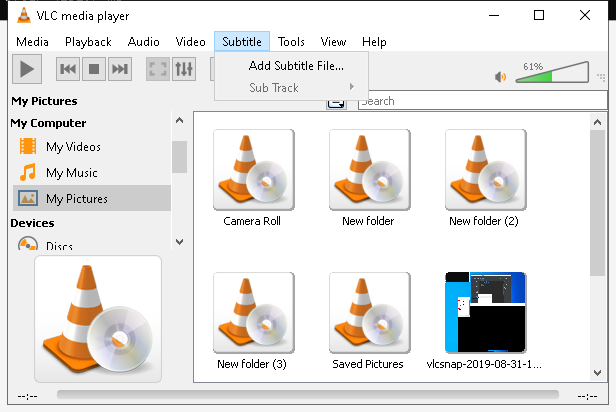 VLC media player
Media Playback Audio Video Subtitle Tools View Help
Add Subtitle File...
Sub Track
61%
My Pictures
Search
My Computer
My Videos
My Music
My Pictures
Devices
Discs
Camera Roll
New folder
New folder (2)
New folder (3)
Saved Pictures
vlcsnap-2019-08-31-1...
--:--
--:--